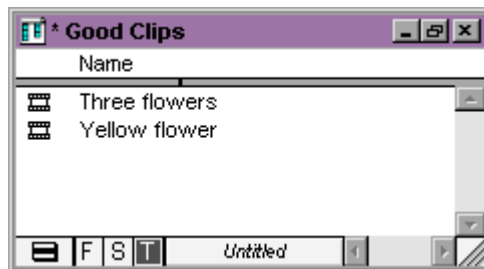 * Good Clips
Name
Three flowers
Yellow flower
F S T Untitled